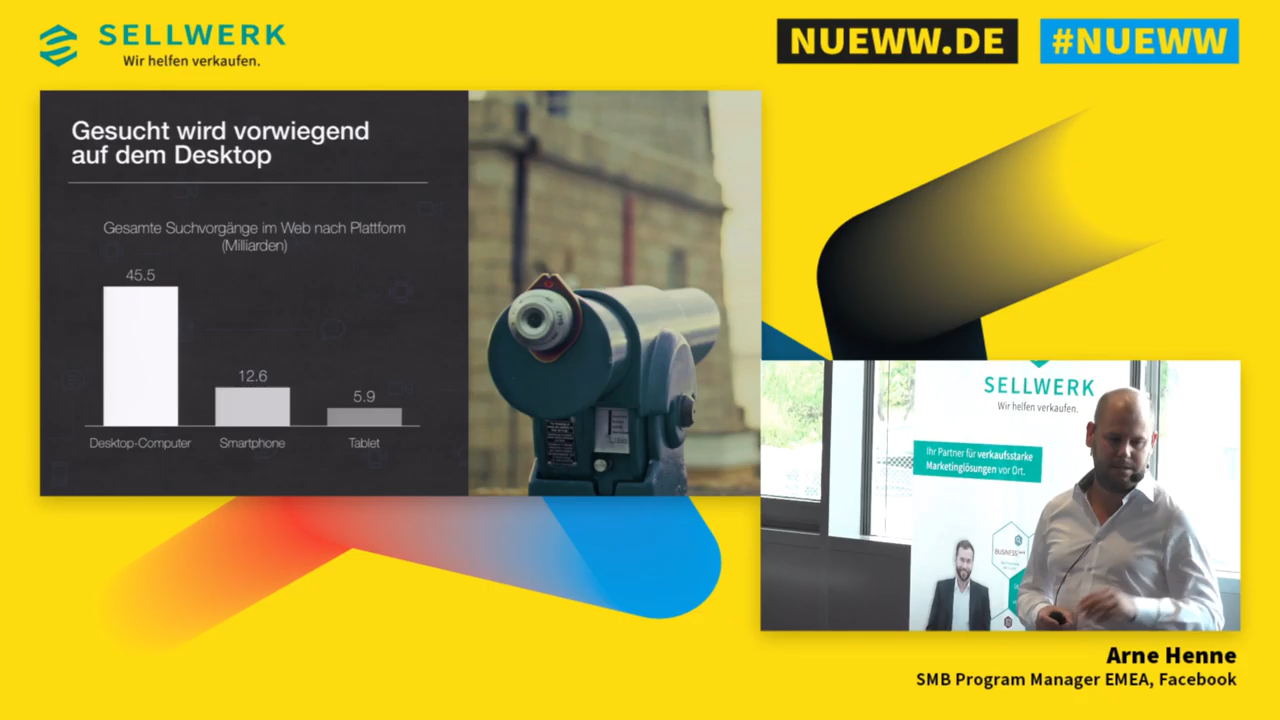 SELLWERK
Wir helfen verkaufen.
NUEWW.DE
#NUEWW
Gesucht wird vorwiegend
auf dem Desktop
Gesamte Suchvorgänge im Web nach Plattform
(Milliarden)
45.5
12.6
5.9
Desktop-Computer
Smartphone
Tablet
SELLWERK
Wir helfen verkaufen.
Ihr Partner für verkaufsstarke
Marketinglösungen vor Ort.
BUSINESS
Arne Henne
SMB Program Manager EMEA, Facebook